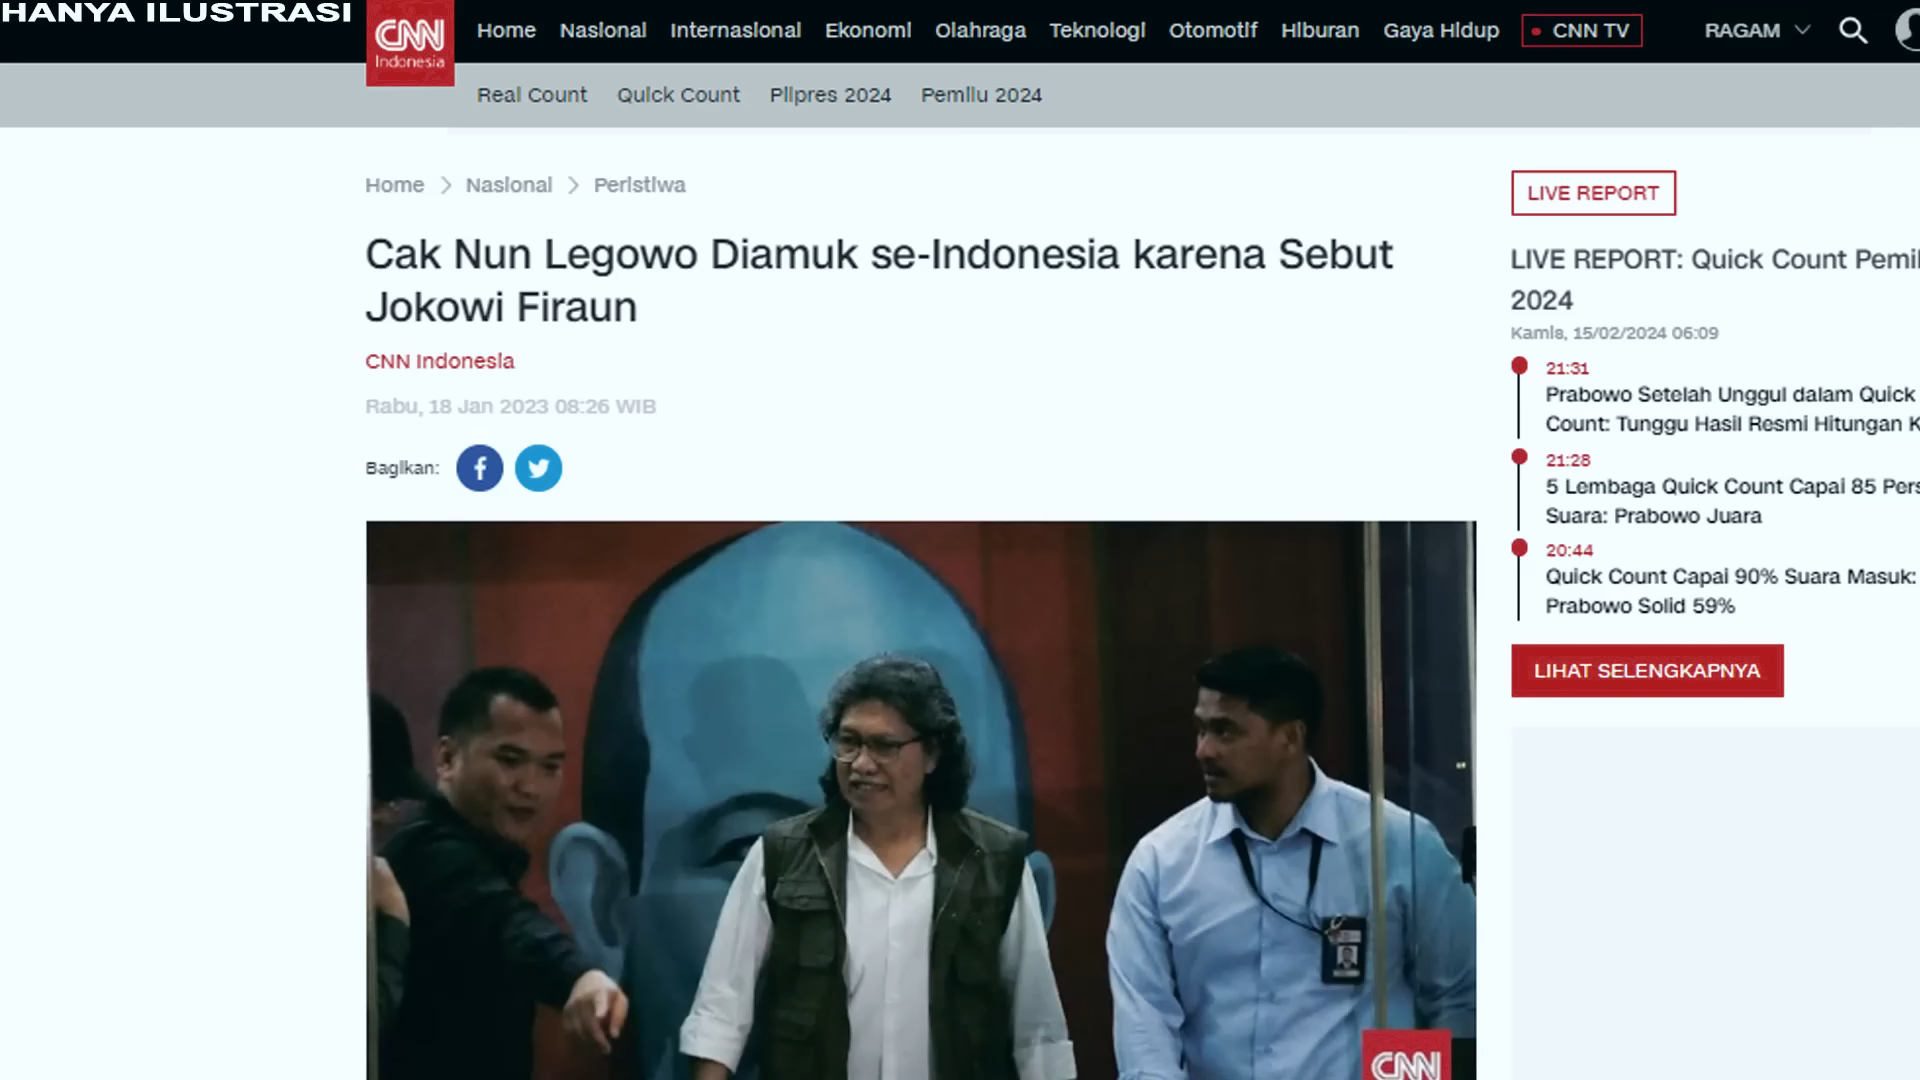 HANYA ILUSTRASI
CNN
Indonesia
Home Nasional Internasional Ekonomi Olahraga Teknologi Otomotif Hiburan Gaya Hidup CNN TV RAGAM
Real Count Quick Count Pilpres 2024 Pemilu 2024
Home > Nasional > Peristiwa
Cak Nun Legowo Diamuk se-Indonesia karena Sebut
Jokowi Firaun
CNN Indonesia
Rabu, 18 Jan 2023 08:26 WIB
Bagikan:
LIVE REPORT
LIVE REPORT: Quick Count Pemil
2024
Kamis, 15/02/2024 06:09
21:31
Prabowo Setelah Unggul dalam Quick
Count: Tunggu Hasil Resmi Hitungan K
21:28
5 Lembaga Quick Count Capai 85 Pers
Suara: Prabowo Juara
20:44
Quick Count Capai 90% Suara Masuk:
Prabowo Solid 59%
LIHAT SELENGKAPNYA
CNN